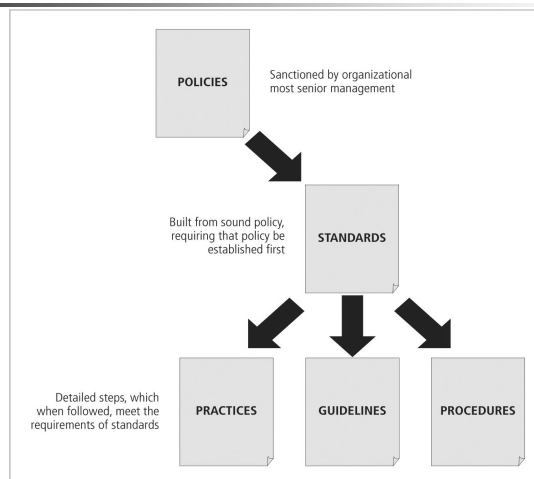 POLICIES
Sanctioned by organizational
most senior management
Built from sound policy,
requiring that policy be
established first
STANDARDS
Detailed steps, which
when followed, meet the
requirements of standards
PRACTICES
GUIDELINES
PROCEDURES